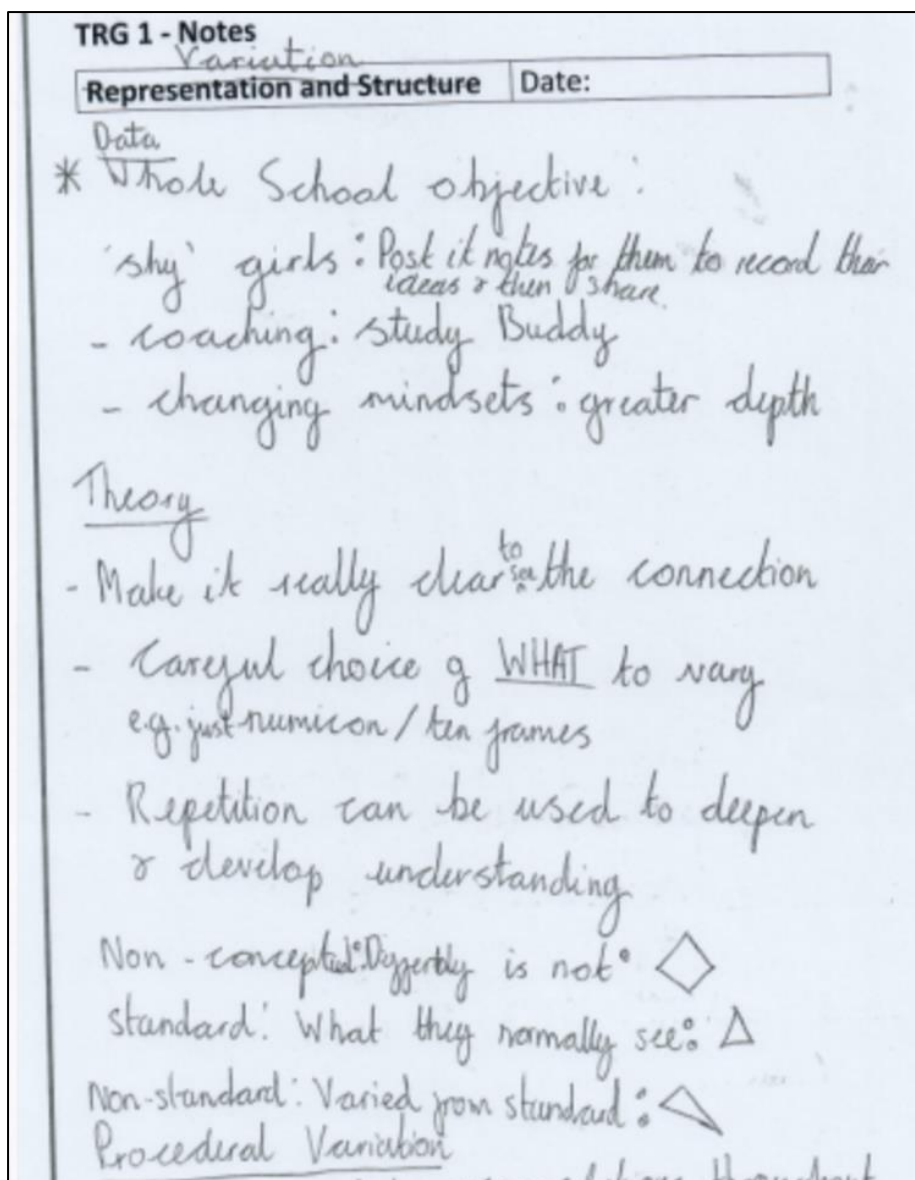 TRG 1 - Notes
Variation
Representation and Structure Date:
Data
* Whole School objective :
'shy' girls : Post it notes for them to record their
ideas & then share
- coaching : study Buddy
- changing mindsets : greater depth
Theory
- Make it really clear to see the connection
- Careful choice of WHAT to vary
e.g. just numicon / ten frames
- Repetition can be used to deepen
& develop understanding
Non - conceptual : is not :
standard : What they normally see :
Non-standard : Varied from standard :
Procederal Variation
throughout